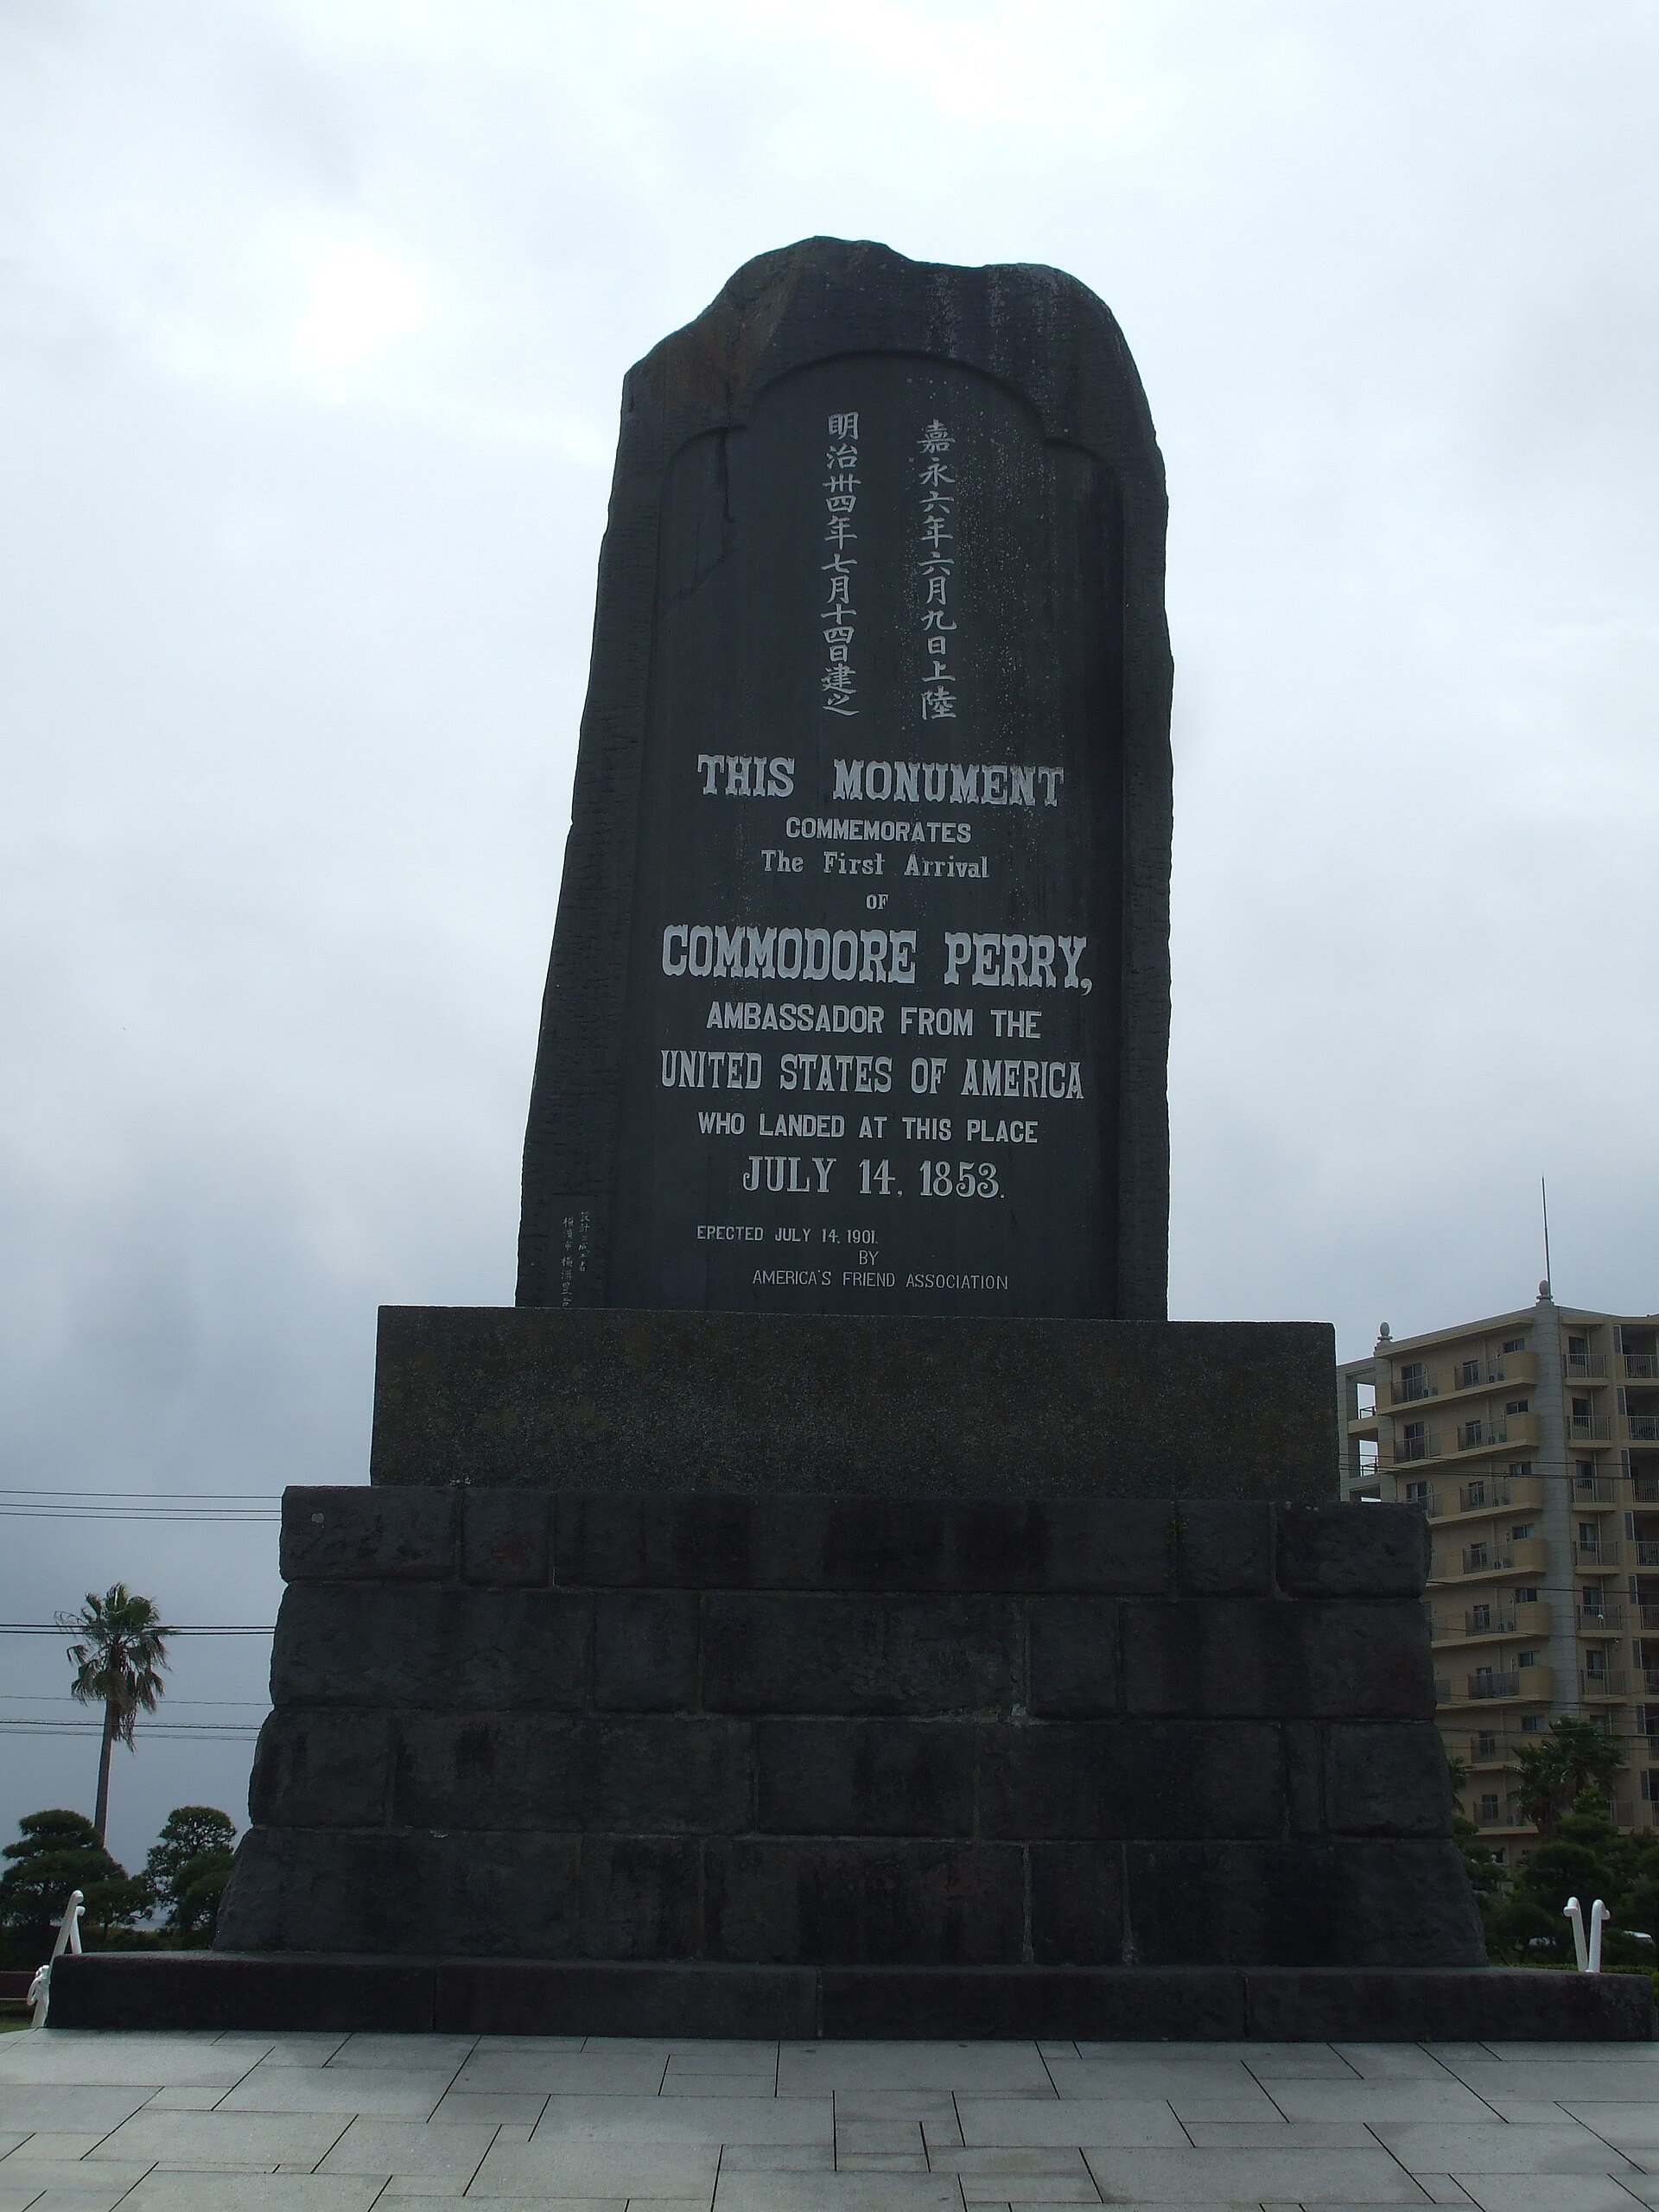 嘉永六年六月九日上陸
明治卅四年七月十四日建之
THIS MONUMENT
COMMEMORATES
The First Arrival
OF
COMMODORE PERRY,
AMBASSADOR FROM THE
UNITED STATES OF AMERICA
WHO LANDED AT THIS PLACE
JULY 14, 1853.
ERECTED JULY 14, 1901.
BY
AMERICA'S FRIEND ASSOCIATION